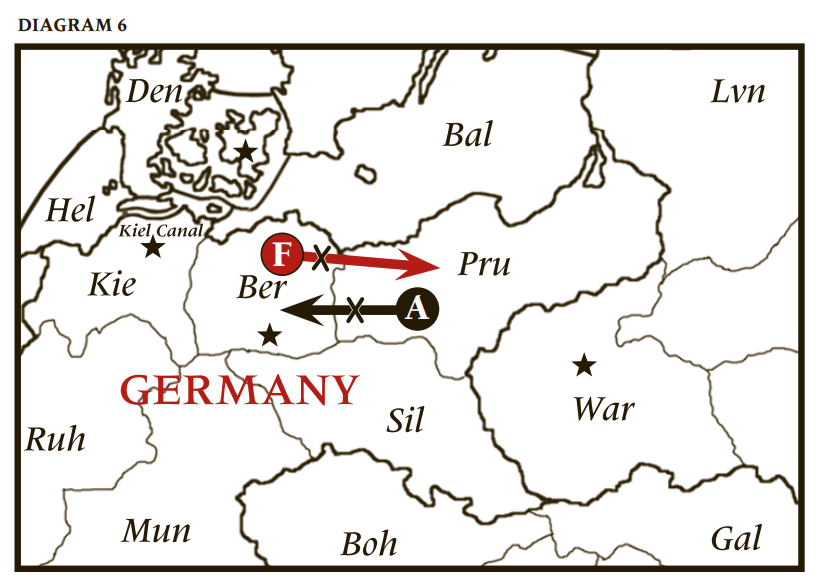 DIAGRAM 6
Den
Lvn
Bal
Hel
Kiel Canal
F
Pru
Kie
Ber
A
GERMANY
War
Sil
Ruh
Mun
Boh
Gal